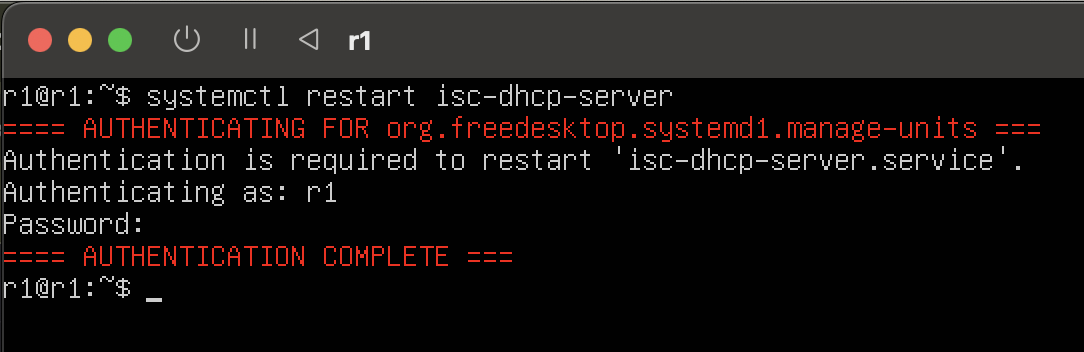 r1
r1@r1:~$ systemctl restart isc-dhcp-server
==== AUTHENTICATING FOR org.freedesktop.systemd1.manage-units ===
Authentication is required to restart 'isc-dhcp-server.service'.
Authenticating as: r1
Password:
==== AUTHENTICATION COMPLETE ===
r1@r1:~$ _